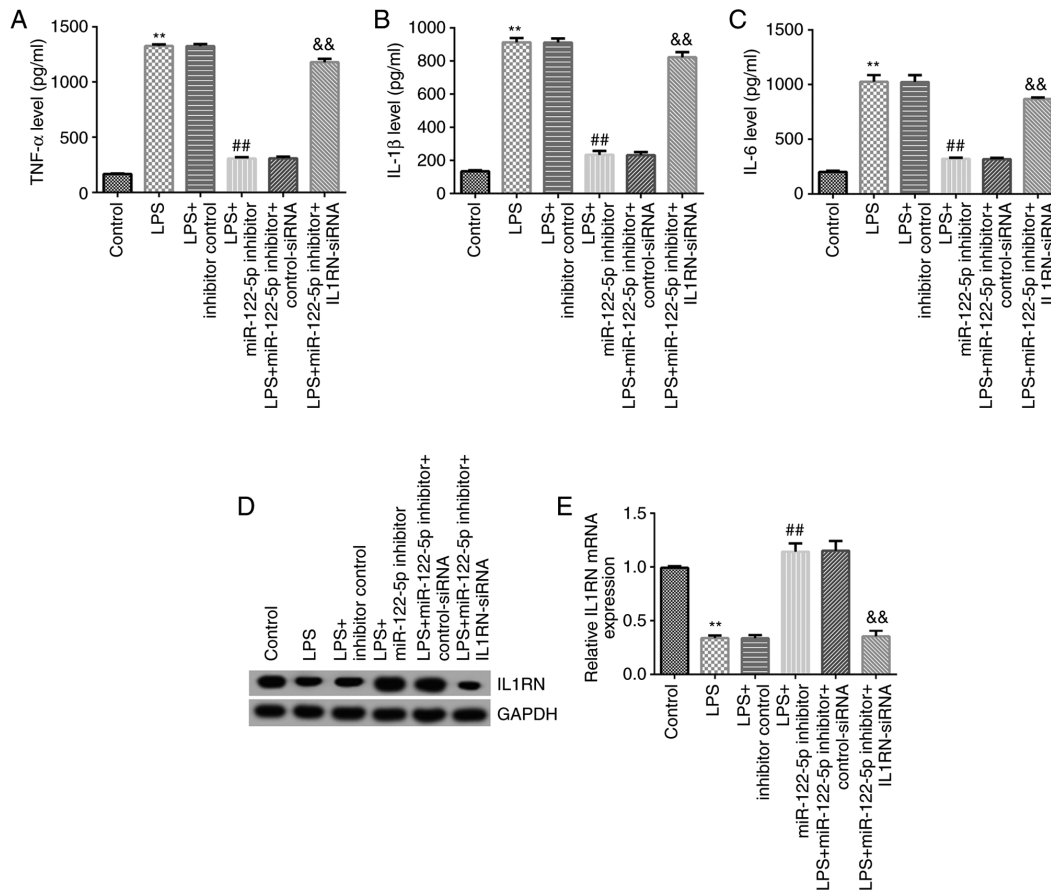 A
TNF-α level (pg/ml)
1500
1000
500
0
**
##
&&
Control
LPS
LPS+
inhibitor control
LPS+
miR-122-5p inhibitor
LPS+miR-122-5p inhibitor+
control-siRNA
LPS+miR-122-5p inhibitor+
IL1RN-siRNA
B
IL-1β level (pg/ml)
1000
800
600
400
200
0
**
##
&&
Control
LPS
LPS+
inhibitor control
LPS+
miR-122-5p inhibitor
LPS+miR-122-5p inhibitor+
control-siRNA
LPS+miR-122-5p inhibitor+
IL1RN-siRNA
C
IL-6 level (pg/ml)
1500
1000
500
0
**
##
&&
Control
LPS
LPS+
inhibitor control
LPS+
miR-122-5p inhibitor
LPS+miR-122-5p inhibitor+
control-siRNA
LPS+miR-122-5p inhibitor+
IL1RN-siRNA
D
Control
LPS
LPS+
inhibitor control
LPS+
miR-122-5p inhibitor
LPS+miR-122-5p inhibitor+
control-siRNA
LPS+miR-122-5p inhibitor+
IL1RN-siRNA
IL1RN
GAPDH
E
Relative IL1RN mRNA
expression
1.5
1.0
0.5
0.0
**
##
&&
Control
LPS
LPS+
inhibitor control
LPS+
miR-122-5p inhibitor
LPS+miR-122-5p inhibitor+
control-siRNA
LPS+miR-122-5p inhibitor+
IL1RN-siRNA